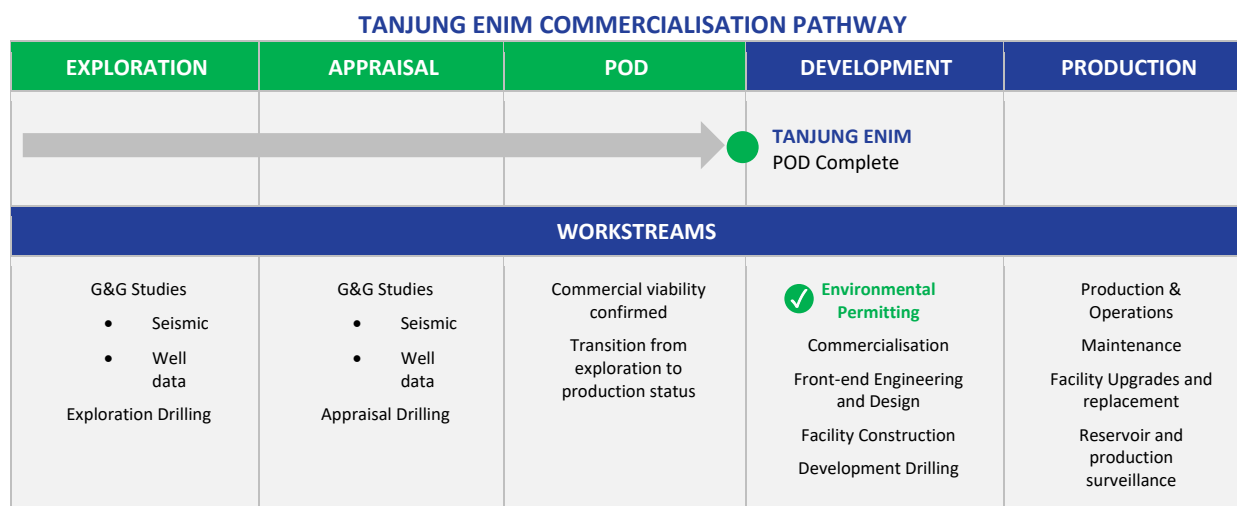 TANJUNG ENIM COMMERCIALISATION PATHWAY
EXPLORATION
APPRAISAL
POD
DEVELOPMENT
PRODUCTION
TANJUNG ENIM
POD Complete
WORKSTREAMS
G&G Studies
• Seismic
• Well
data
Exploration Drilling
G&G Studies
• Seismic
• Well
data
Appraisal Drilling
Commercial viability
confirmed
Transition from
exploration to
production status
Environmental
Permitting
Commercialisation
Front-end Engineering
and Design
Facility Construction
Development Drilling
Production &
Operations
Maintenance
Facility Upgrades and
replacement
Reservoir and
production
surveillance